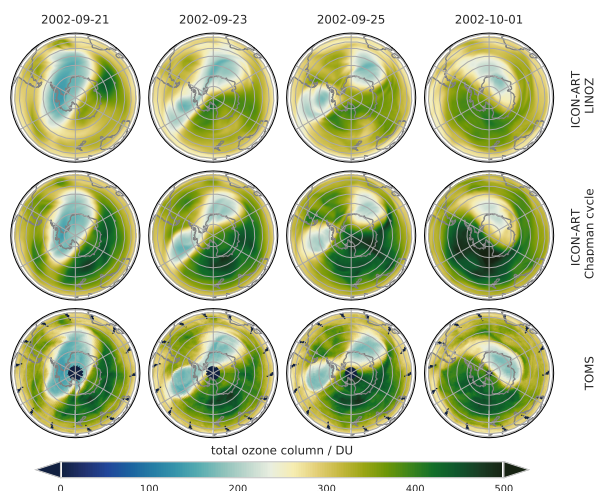 2002-09-21 2002-09-23 2002-09-25 2002-10-01
ICON-ART
LINOZ
ICON-ART
Chapman cycle
TOMS
total ozone column / DU
0 100 200 300 400 500